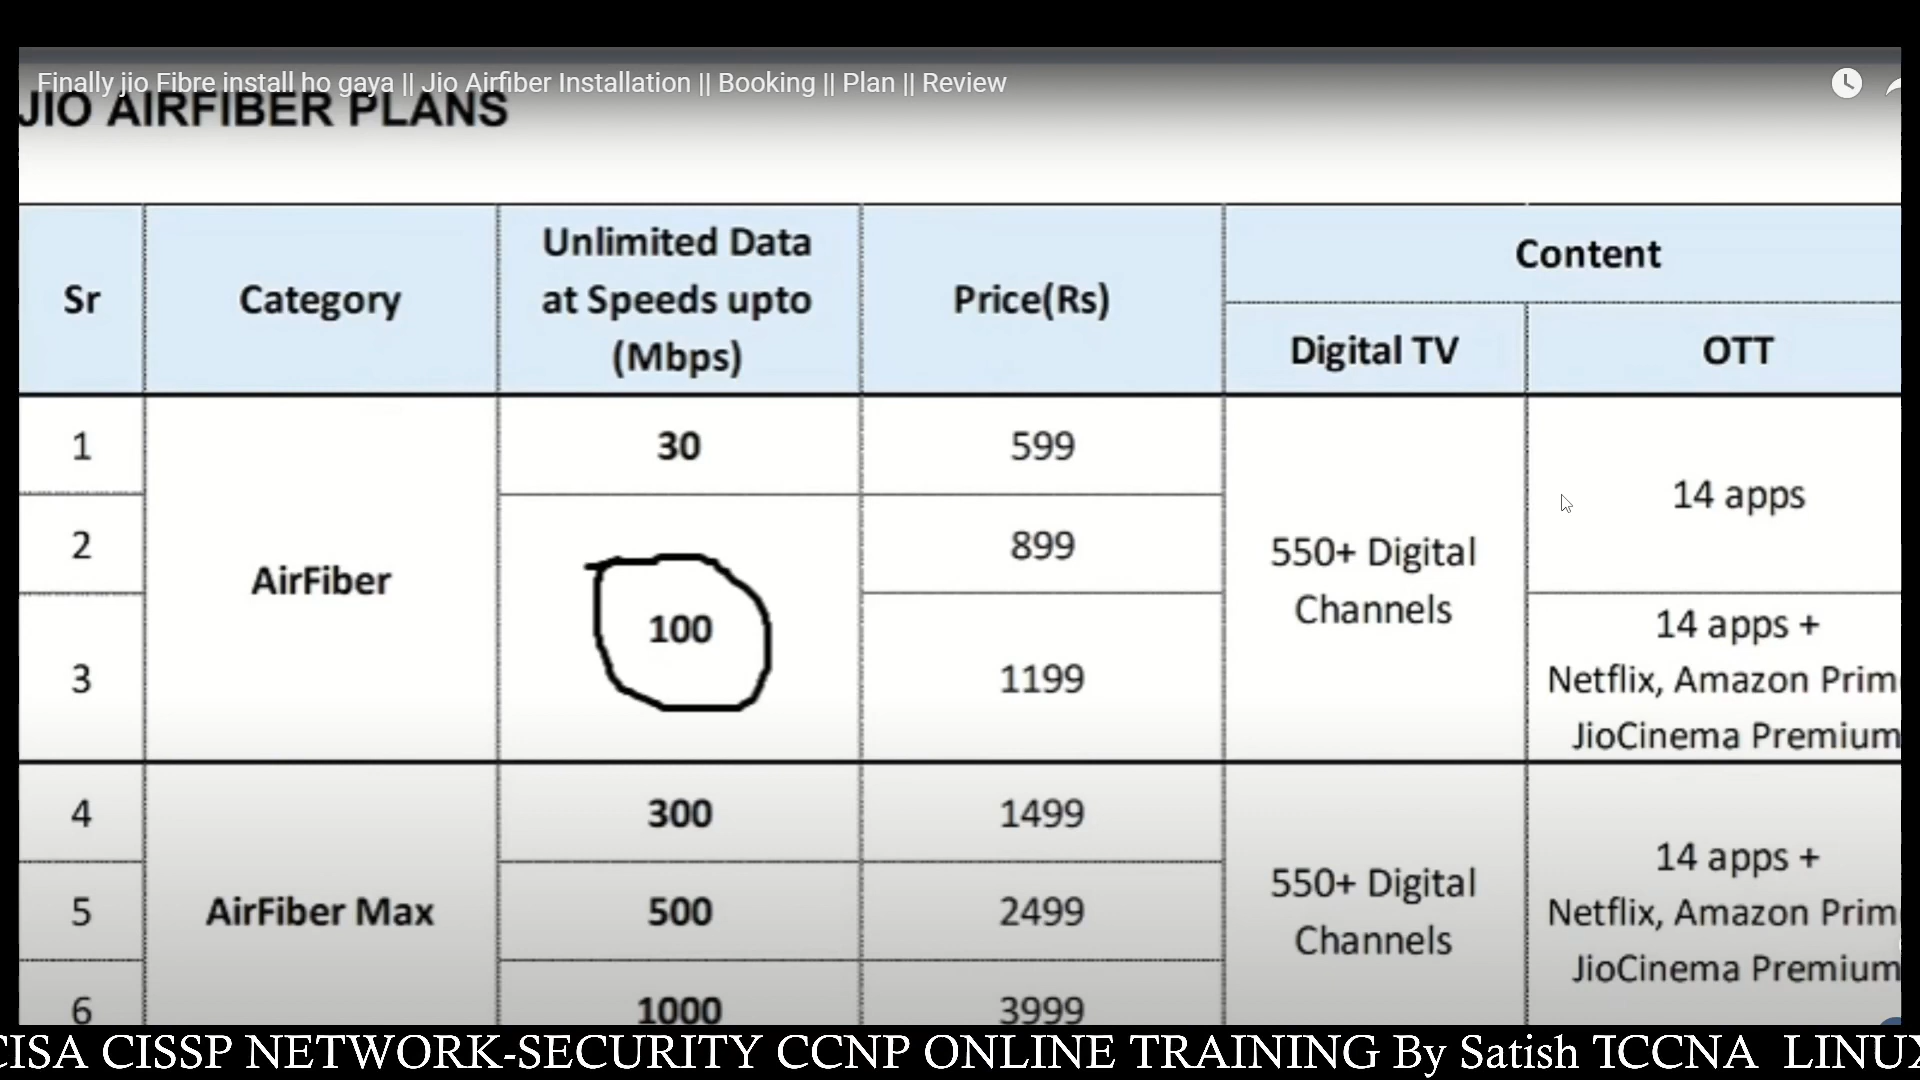 Finally jio Fibre install ho gaya || Jio Airfiber Installation || Booking || Plan || Review
JIO AIRFIBER PLANS
Sr
Category
Unlimited Data
at Speeds upto
(Mbps)
Price(Rs)
Content
Digital TV
OTT
1
30
599
2
899
3
AirFiber
100
1199
550+ Digital
Channels
14 apps
14 apps +
Netflix, Amazon Prim
JioCinema Premium
4
300
1499
5
AirFiber Max
500
2499
6
1000
3999
550+ Digital
Channels
14 apps +
Netflix, Amazon Prim
JioCinema Premium
CISA CISSP NETWORK-SECURITY CCNP ONLINE TRAINING By Satish TCCNA LINUX